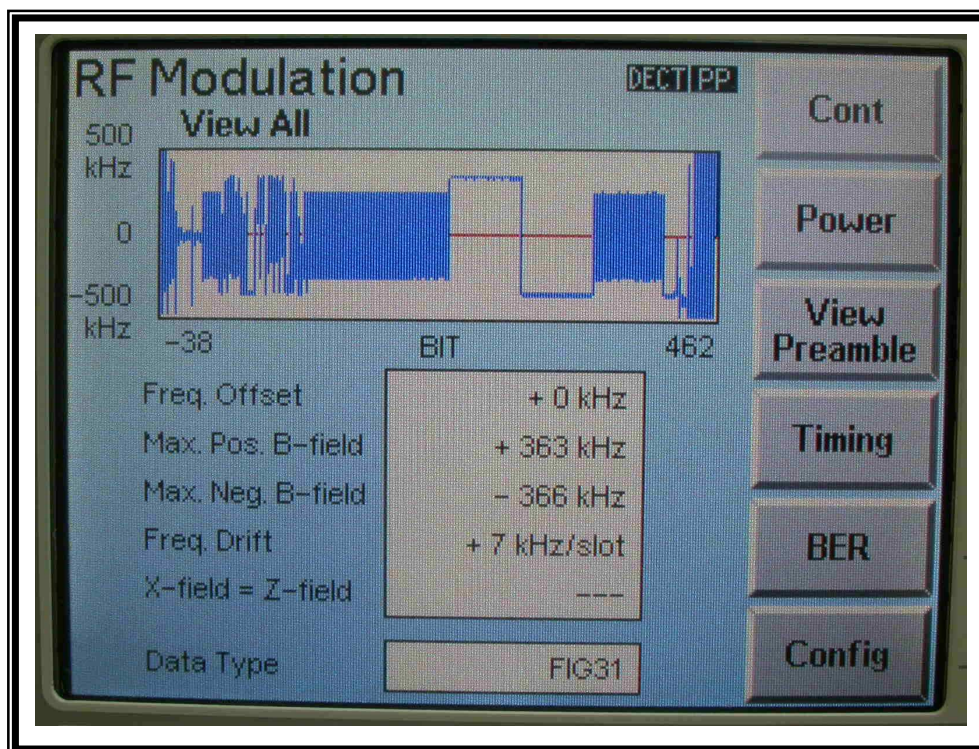 RF Modulation
DECT PP
View All
500
kHz
0
-500
kHz
-38
BIT
462
Freq. Offset
+ 0 kHz
Max. Pos. B-field
+ 363 kHz
Max. Neg. B-field
- 366 kHz
Freq. Drift
+ 7 kHz/slot
X-field = Z-field
---
Data Type
FIG31
Cont
Power
View
Preamble
Timing
BER
Config